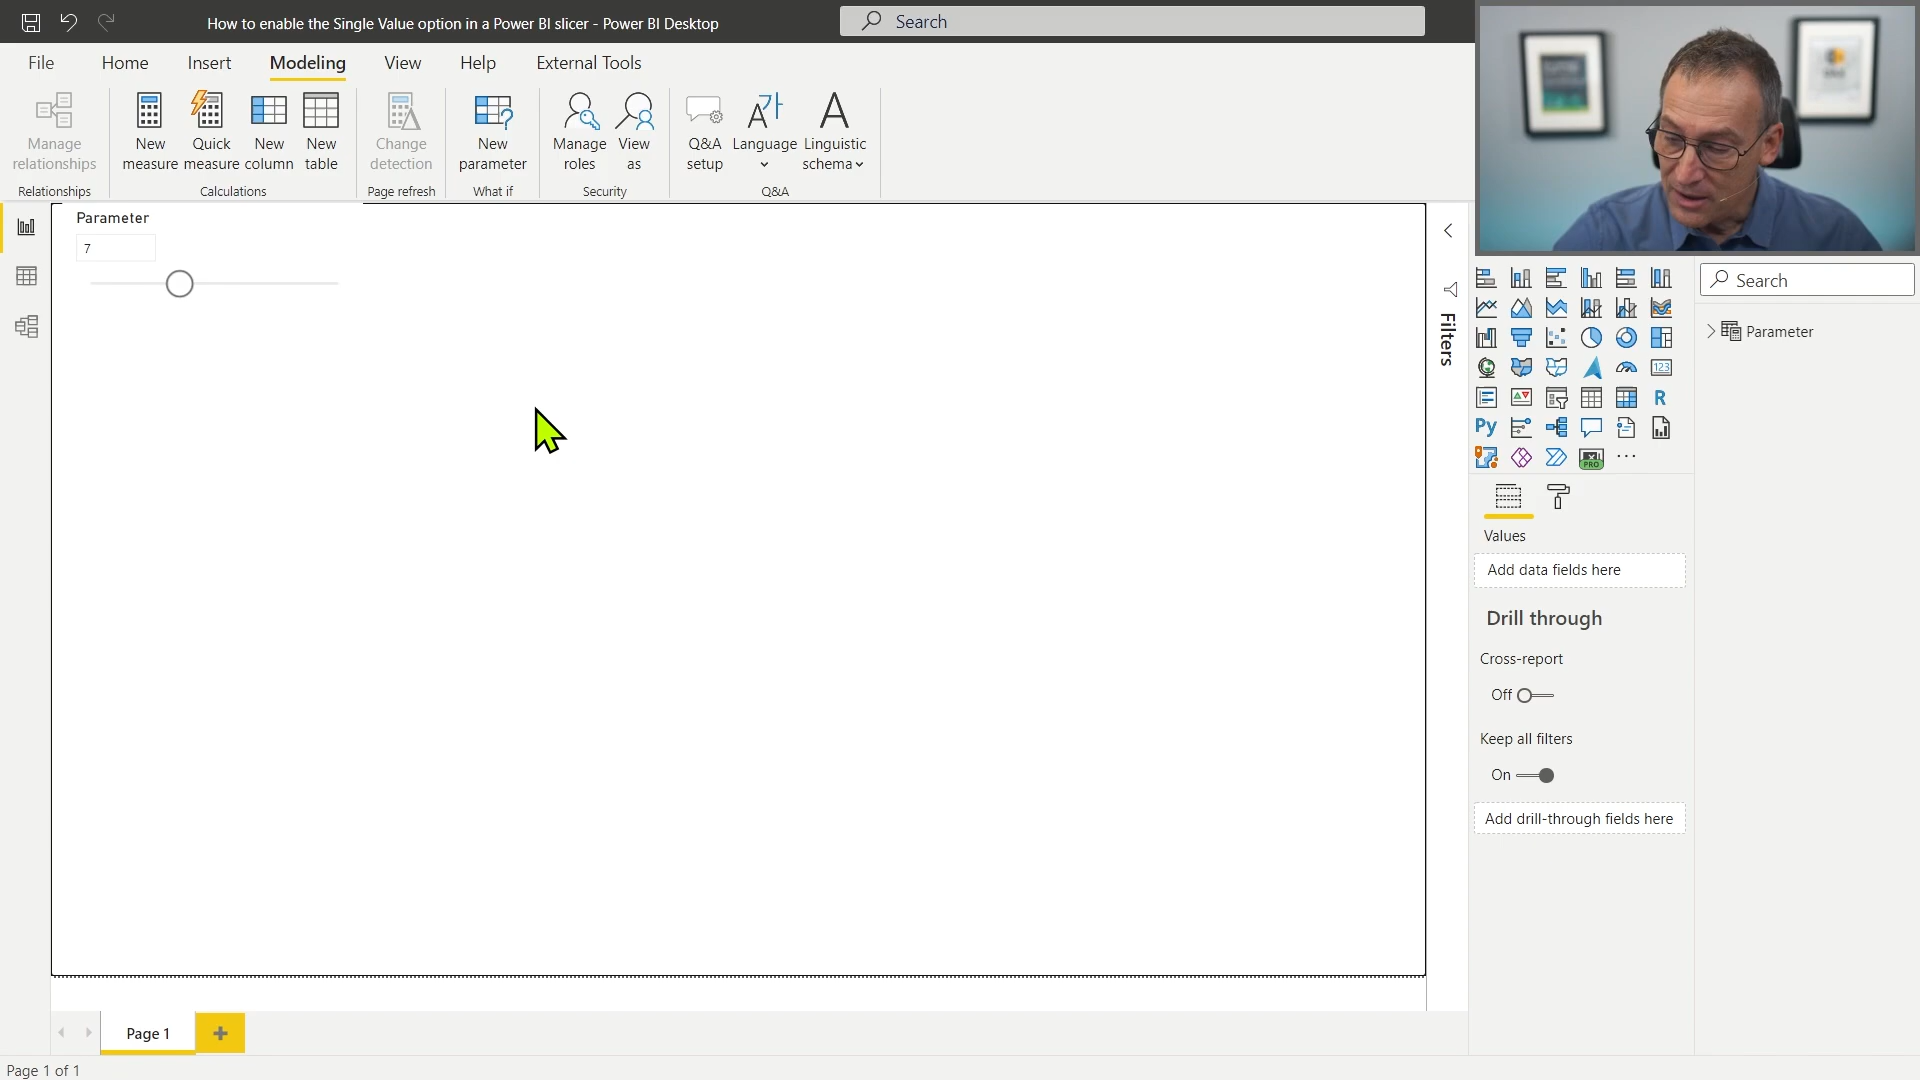 How to enable the Single Value option in a Power BI slicer - Power BI Desktop
Search
File Home Insert Modeling View Help External Tools
Manage relationships
New measure
Quick measure
New column
New table
Change detection
New parameter
Manage roles
View as
Q&A setup
Language
Linguistic schema
Relationships
Calculations
Page refresh
What if
Security
Q&A
Parameter
7
Filters
123
R
Py
PRO
Values
Add data fields here
Drill through
Cross-report
Off
Keep all filters
On
Add drill-through fields here
Search
Parameter
Page 1
Page 1 of 1